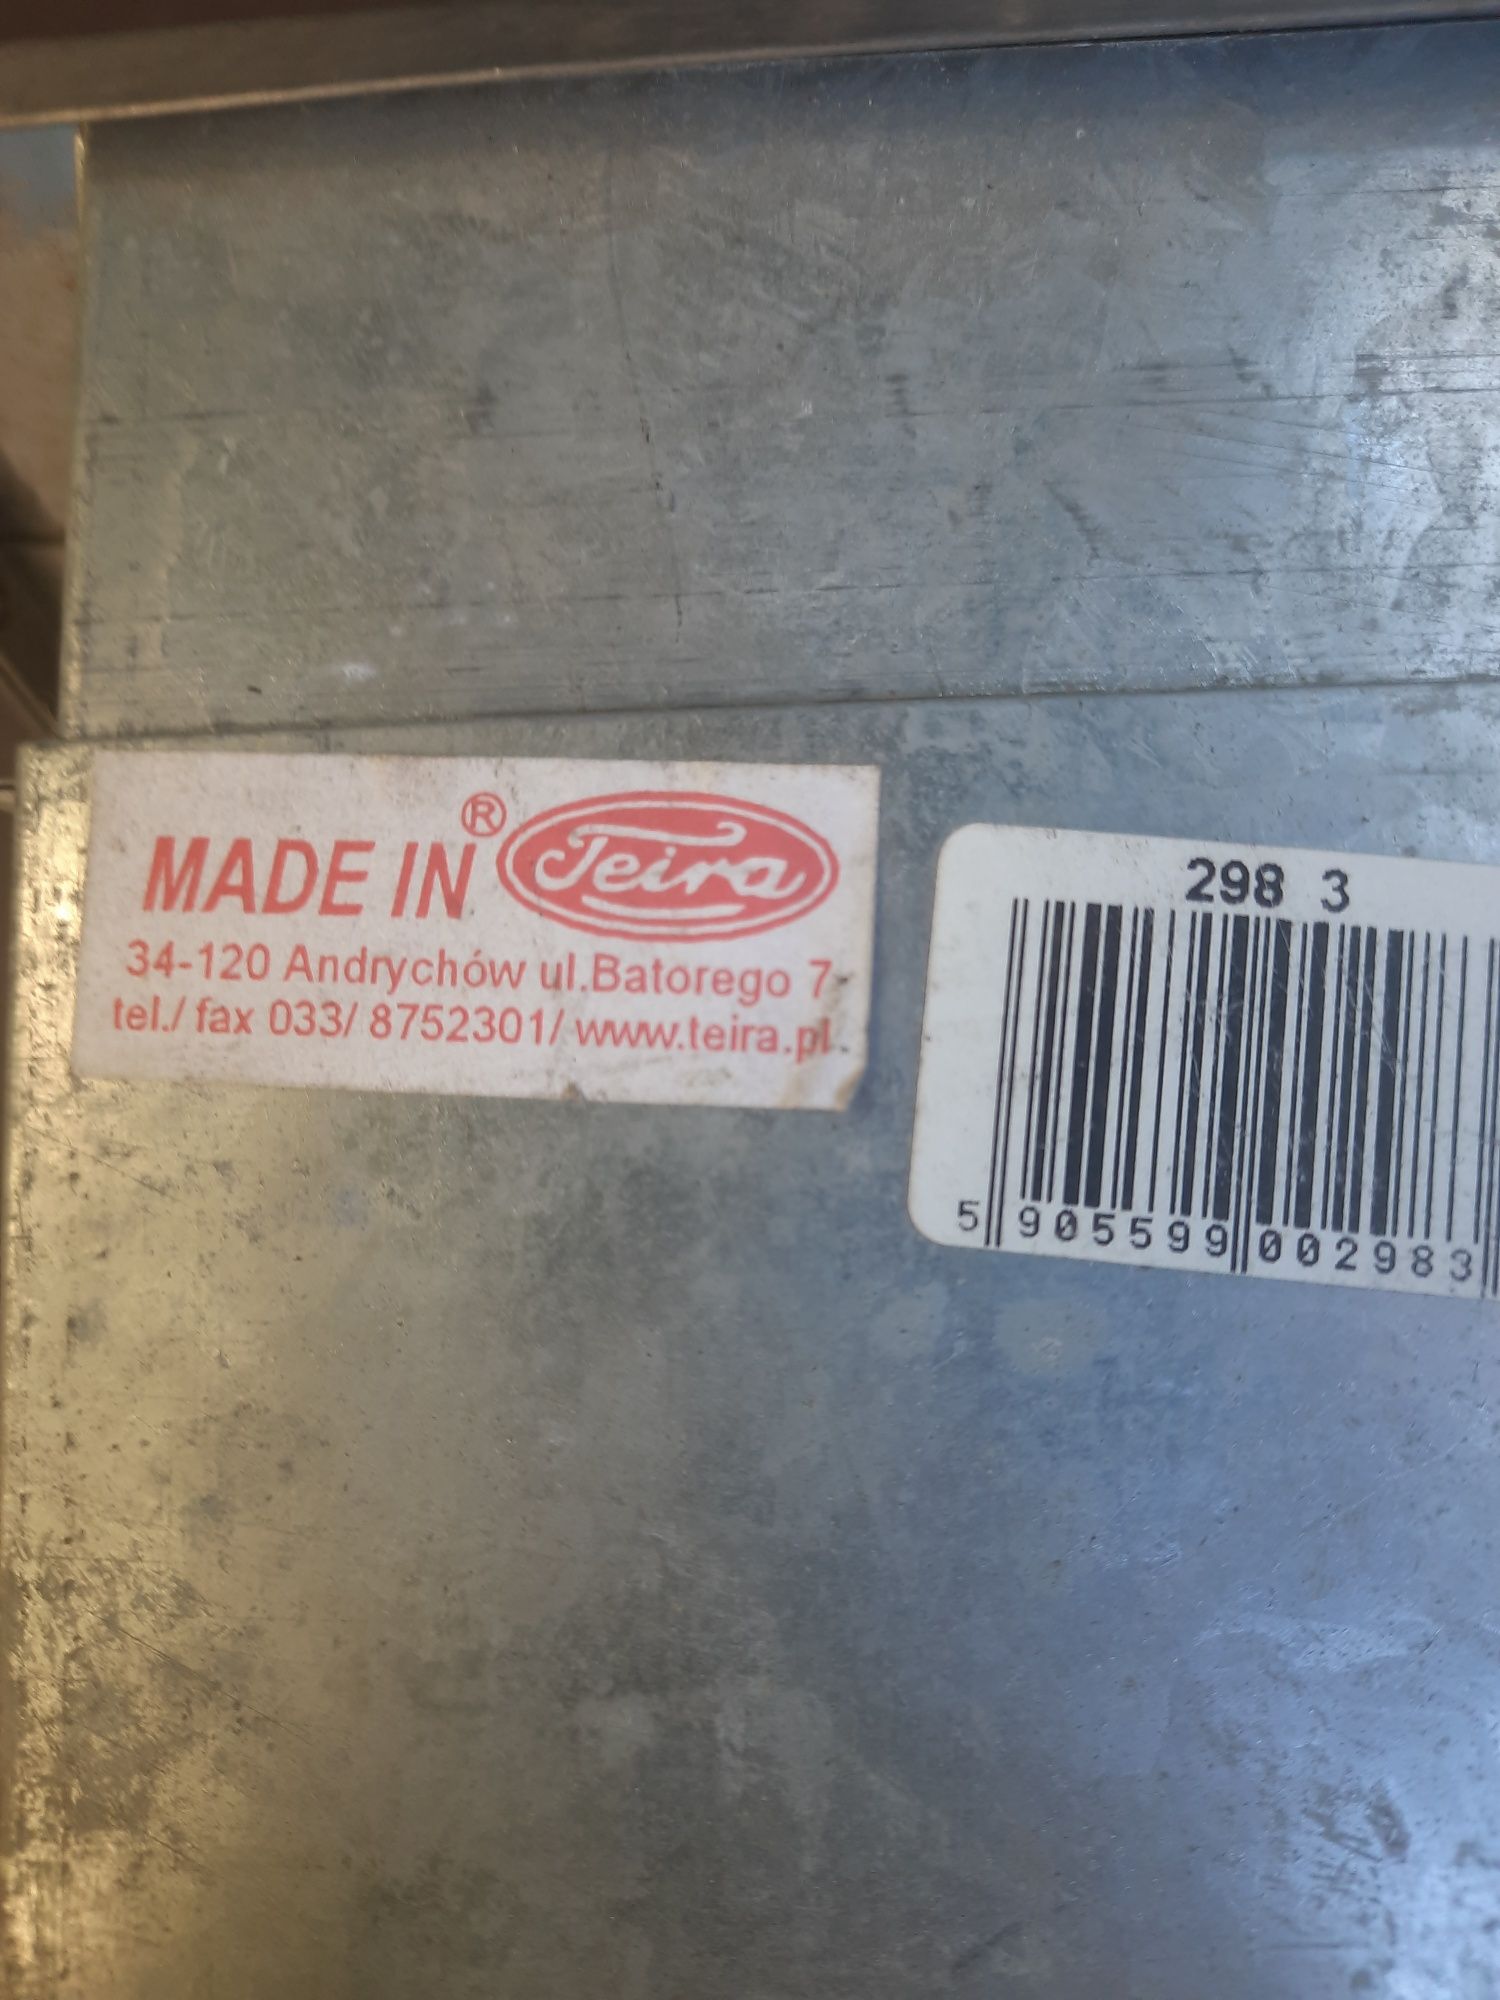 MADE IN ® Teira
34-120 Andrychów ul.Batorego 7
tel./ fax 033/ 8752301/ www.teira.pl
298 3
5 905599 002983